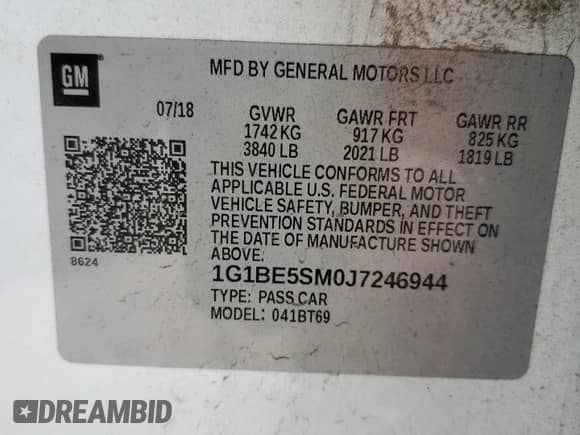 GM
MFD BY GENERAL MOTORS LLC
07/18
GVWR GAWR FRT GAWR RR
1742 KG 917 KG 825 KG
3840 LB 2021 LB 1819 LB
THIS VEHICLE CONFORMS TO ALL
APPLICABLE U.S. FEDERAL MOTOR
VEHICLE SAFETY, BUMPER, AND THEFT
PREVENTION STANDARDS IN EFFECT ON
THE DATE OF MANUFACTURE SHOWN
ABOVE.
8624
1G1BE5SM0J7246944
TYPE: PASS CAR
MODEL: 041BT69
DREAMBID